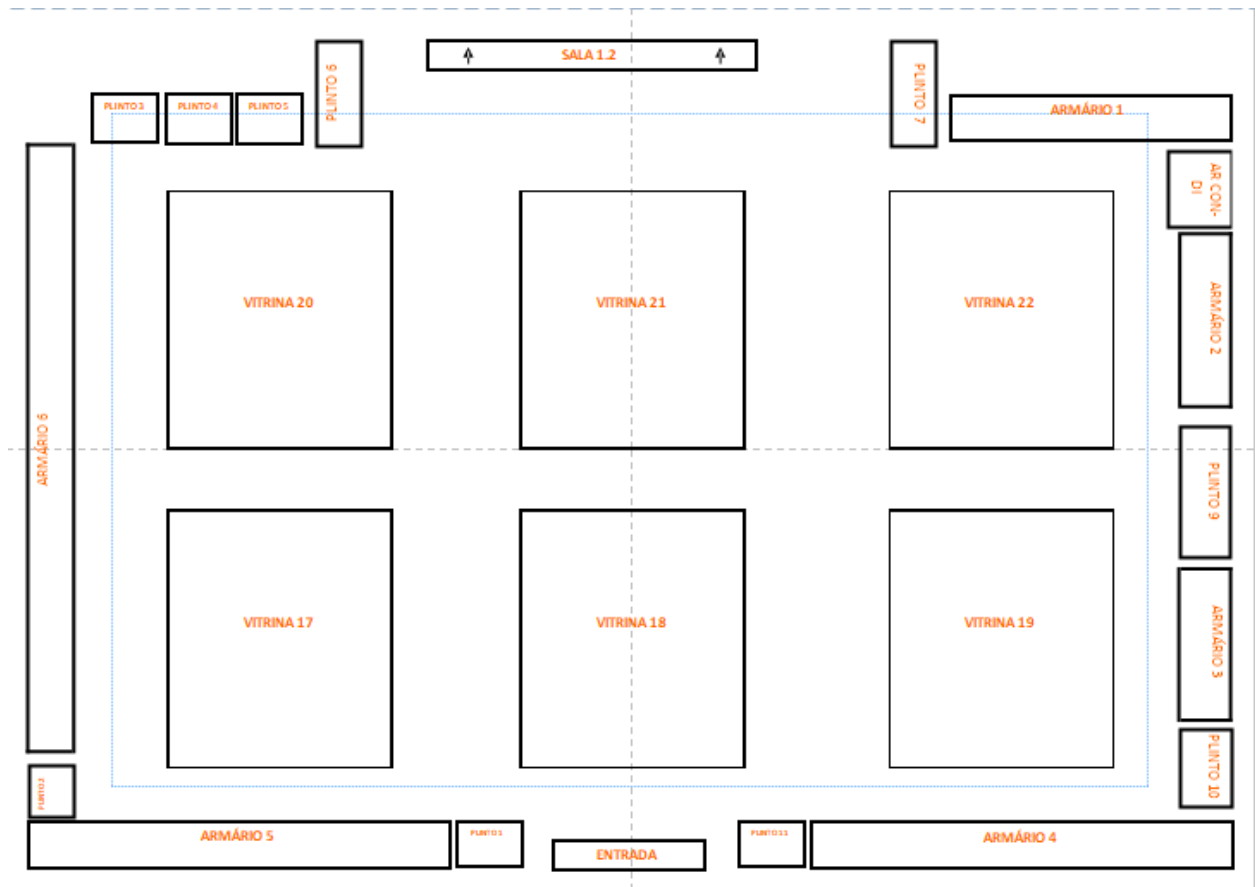 SALA 1.2
PLINTO 6
PLINTO 7
PLINTO 3
PLINTO 4
PLINTO 5
ARMÁRIO 1
AR CON-
DI
VITRINA 20
VITRINA 21
VITRINA 22
ARMÁRIO 2
ARMÁRIO 6
PLINTO 9
VITRINA 17
VITRINA 18
VITRINA 19
ARMÁRIO 3
PLINTO 10
PLINTO 2
ARMÁRIO 5
PLINTO 1
ENTRADA
PLINTO 11
ARMÁRIO 4